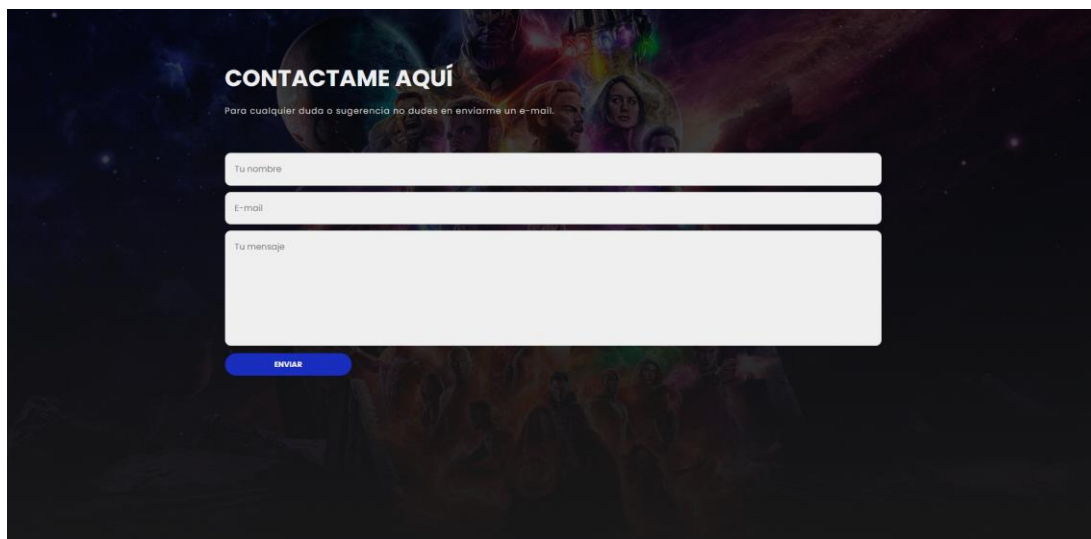 CONTACTAME AQUÍ
Para cualquier duda o sugerencia no dudes en enviarme un e-mail.
Tu nombre
E-mail
Tu mensaje
ENVIAR